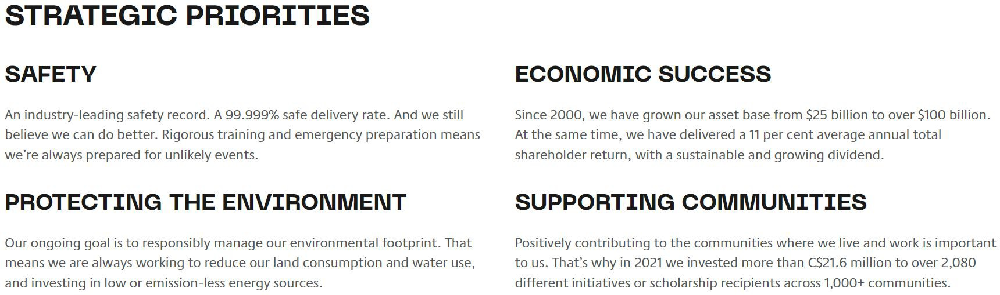 STRATEGIC PRIORITIES
SAFETY
An industry-leading safety record. A 99.999% safe delivery rate. And we still
believe we can do better. Rigorous training and emergency preparation means
we’re always prepared for unlikely events.
ECONOMIC SUCCESS
Since 2000, we have grown our asset base from $25 billion to over $100 billion.
At the same time, we have delivered a 11 per cent average annual total
shareholder return, with a sustainable and growing dividend.
PROTECTING THE ENVIRONMENT
Our ongoing goal is to responsibly manage our environmental footprint. That
means we are always working to reduce our land consumption and water use,
and investing in low or emission-less energy sources.
SUPPORTING COMMUNITIES
Positively contributing to the communities where we live and work is important
to us. That’s why in 2021 we invested more than C$21.6 million to over 2,080
different initiatives or scholarship recipients across 1,000+ communities.